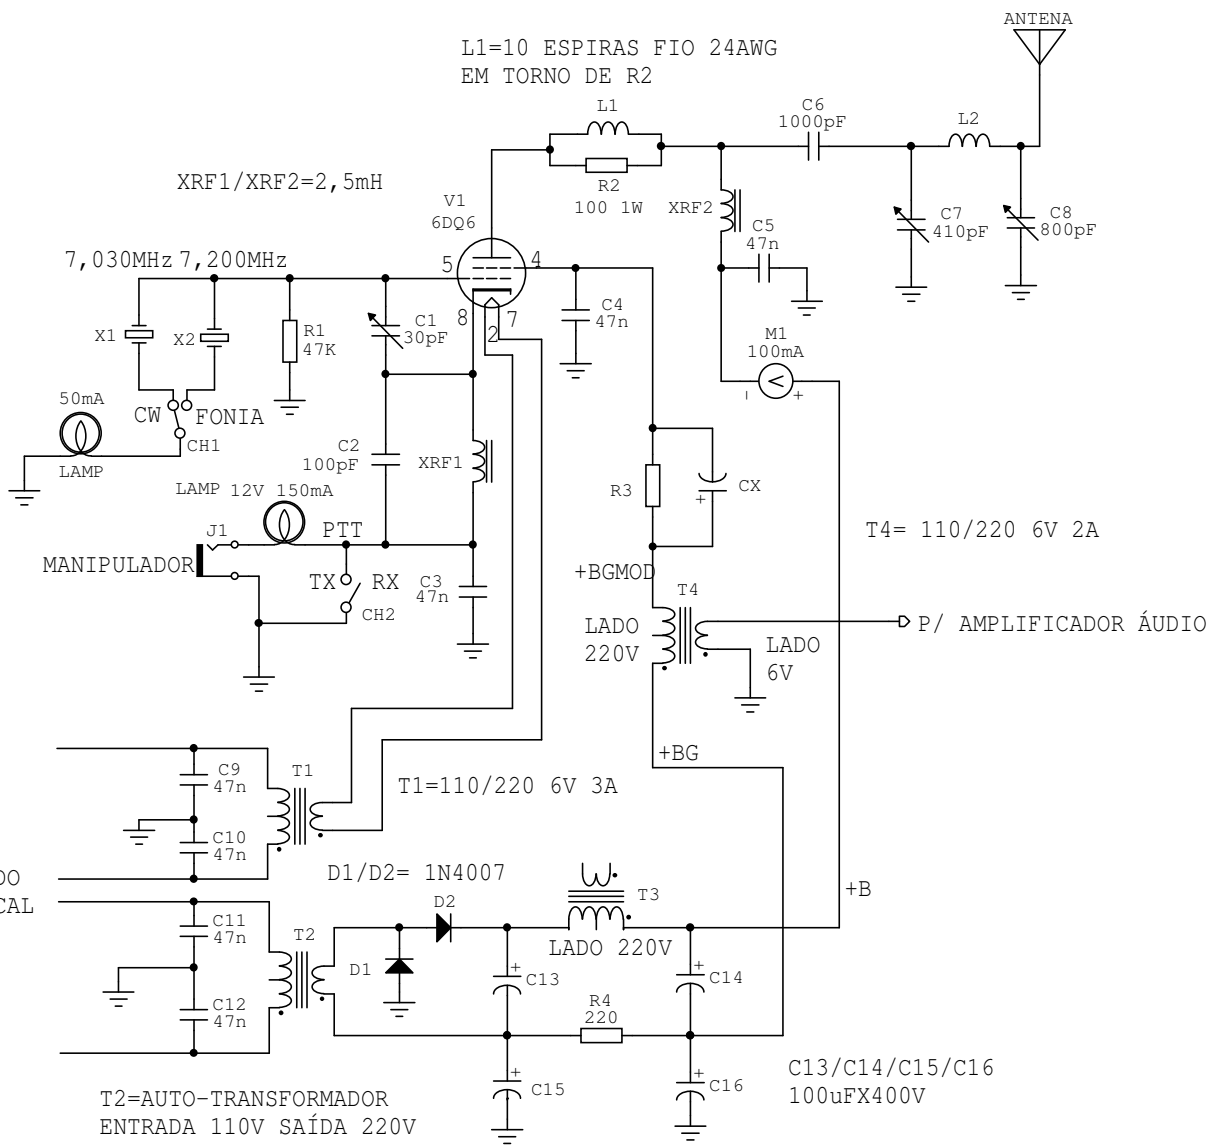 ANTENA
L1=10 ESPIRAS FIO 24AWG
EM TORNO DE R2
L1
C6
1000pF
L2
R2
100 1W
XRF1/XRF2=2,5mH
V1
6DQ6
XRF2
C5
47n
C7
410pF
C8
800pF
7,030MHz 7,200MHz
5
4
8
2
7
X1
X2
R1
47K
C1
30pF
C4
47n
M1
100mA
-
+
50mA
LAMP
CW
FONIA
CH1
C2
100pF
XRF1
R3
CX
+
LAMP 12V 150mA
J1
PTT
MANIPULADOR
TX
RX
CH2
C3
47n
T4= 110/220 6V 2A
+BGMOD
T4
LADO
220V
LADO
6V
P/ AMPLIFICADOR ÁUDIO
+BG
C9
47n
T1
T1=110/220 6V 3A
C10
47n
DO
CAL
D1/D2= 1N4007
+B
C11
47n
T2
D2
T3
LADO 220V
D1
+
C13
+
C14
C12
47n
R4
220
+
C15
+
C16
C13/C14/C15/C16
100uFX400V
T2=AUTO-TRANSFORMADOR
ENTRADA 110V SAÍDA 220V